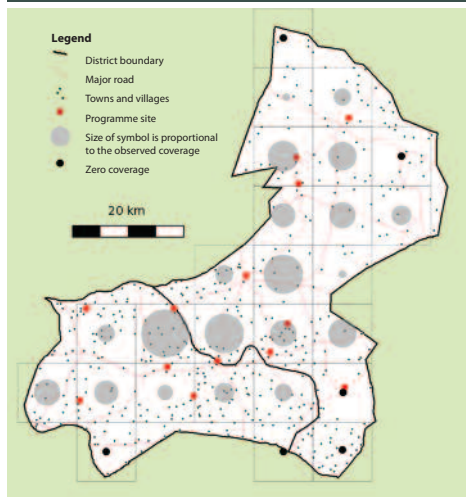 Legend
District boundary
Major road
Towns and villages
Programme site
Size of symbol is proportional
to the observed coverage
Zero coverage
20 km